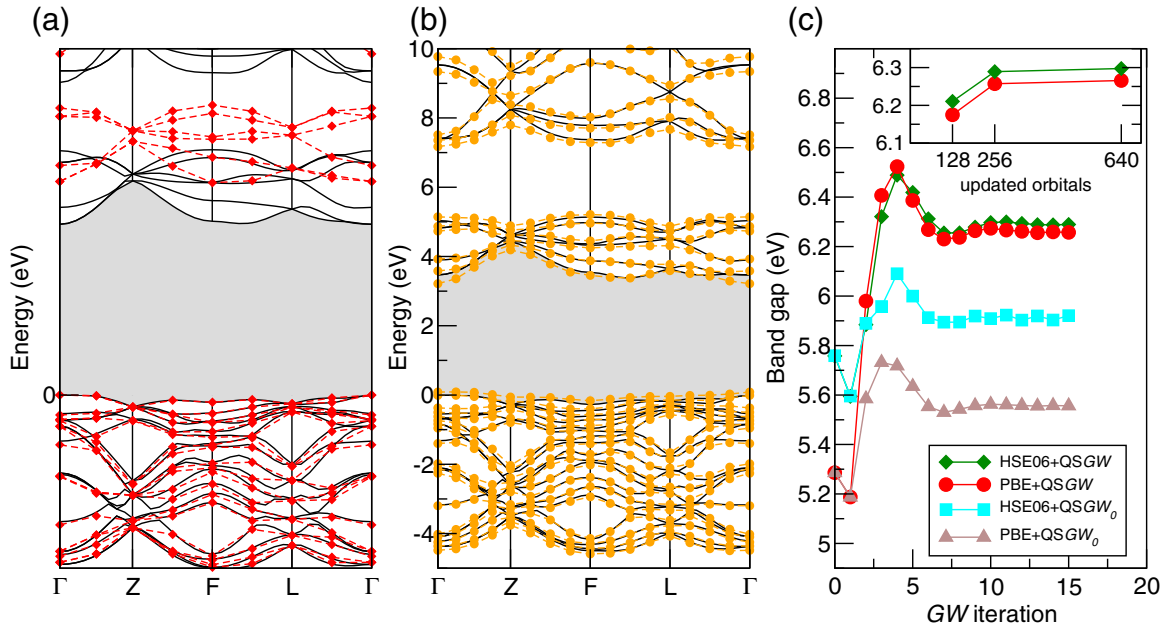 (a)
Energy (eV)
0
Γ
Z
F
L
Γ
(b)
Energy (eV)
10
8
6
4
2
0
-2
-4
Γ
Z
F
L
Γ
(c)
Band gap (eV)
6.8
6.6
6.4
6.2
6
5.8
5.6
5.4
5.2
5
6.3
6.2
6.1
128 256 640
updated orbitals
HSE06+QSGW
PBE+QSGW
HSE06+QSGW₀
PBE+QSGW₀
0 5 10 15 20
GW iteration